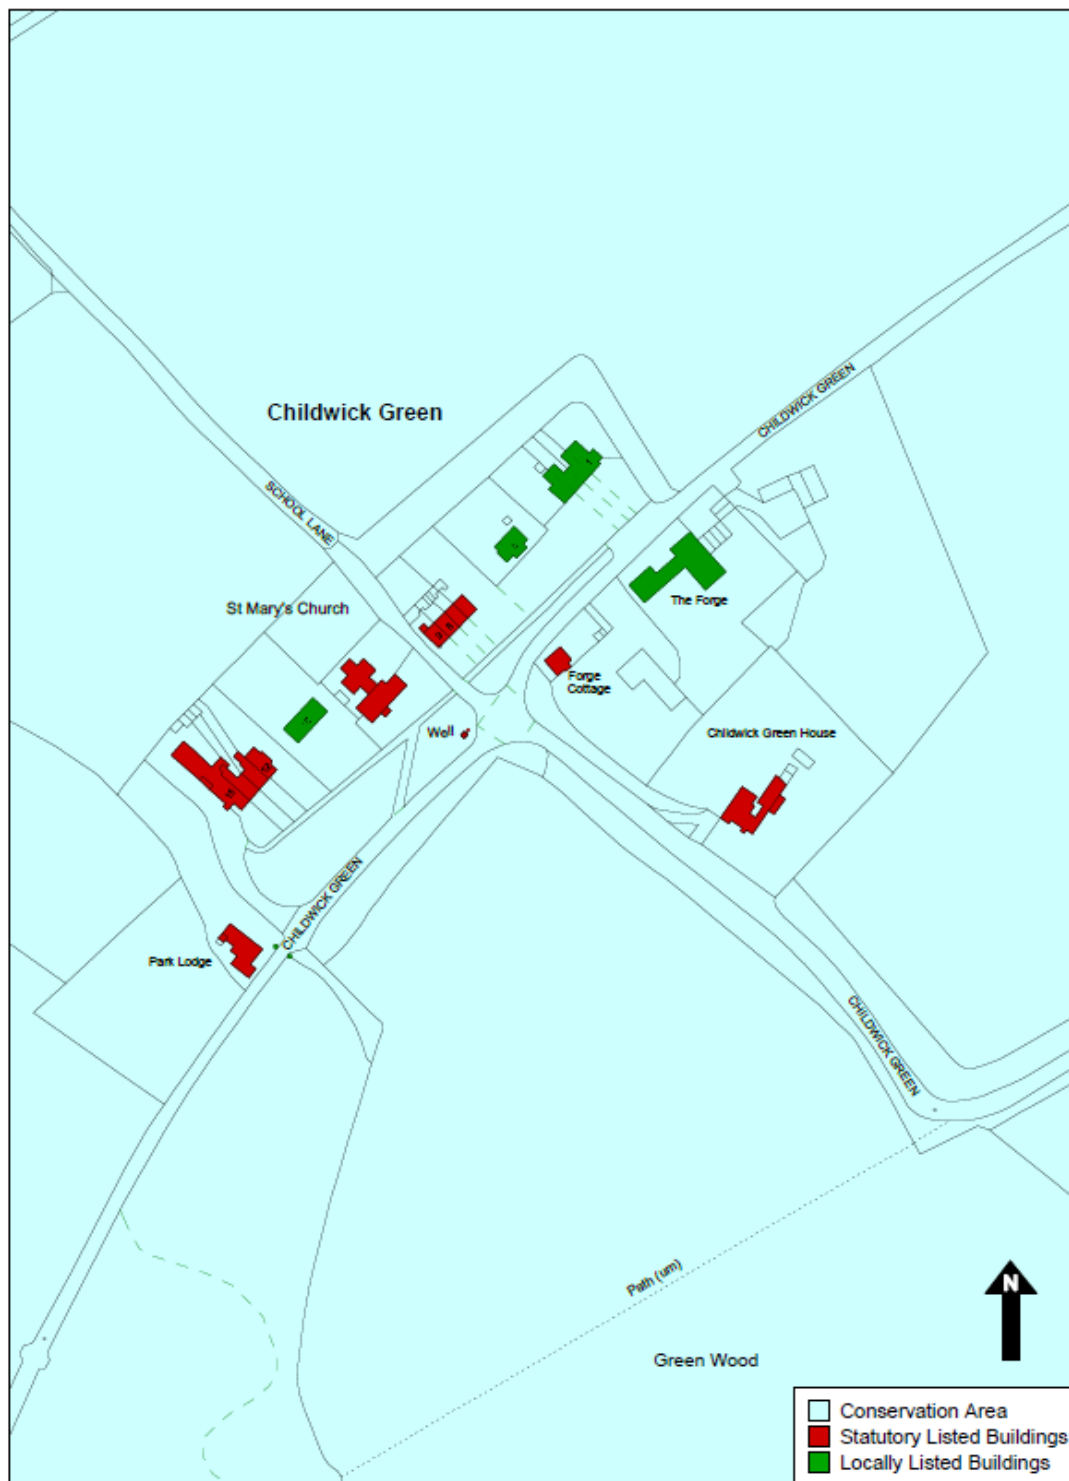 CHILDWICK GREEN
Childwick Green
SCHOOL LANE
St Mary's Church
The Forge
Forge
Cottage
Well
Childwick Green House
CHILDWICK GREEN
Park Lodge
CHILDWICK GREEN
Path (um)
Green Wood
N
Conservation Area
Statutory Listed Buildings
Locally Listed Buildings